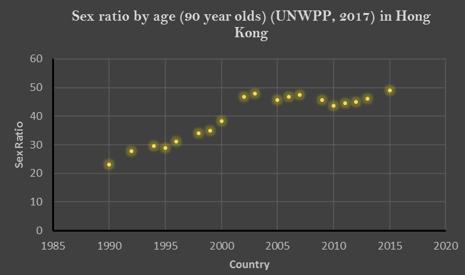 Sex ratio by age (90 year olds) (UNWPP, 2017) in Hong
Kong
60
50
40
30
20
10
0
Sex Ratio
1985 1990 1995 2000 2005 2010 2015 2020
Country